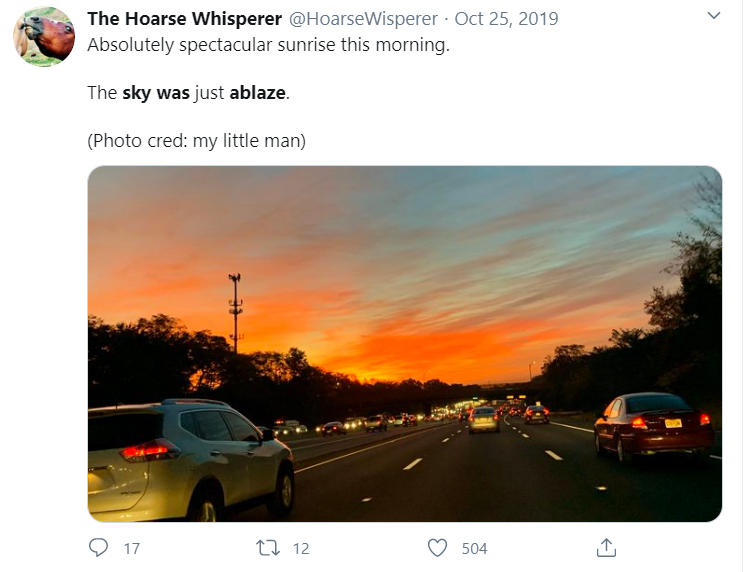 The Hoarse Whisperer @HoarseWisperer · Oct 25, 2019
Absolutely spectacular sunrise this morning.
The sky was just ablaze.
(Photo cred: my little man)
17 12 504